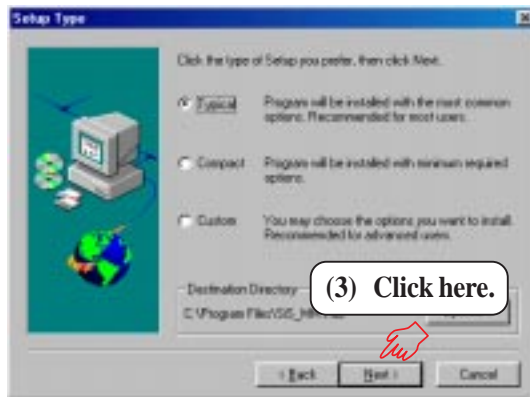 Setup Type
Click the type of Setup you prefer, then click Next.
Typical
Program will be installed with the most common
options. Recommended for most users.
Compact
Program will be installed with minimum required
options.
Custom
You may choose the options you want to install.
Recommended for advanced users.
Destination Directory
C:\Program Files\SiS_
(3) Click here.
< Back
Next >
Cancel